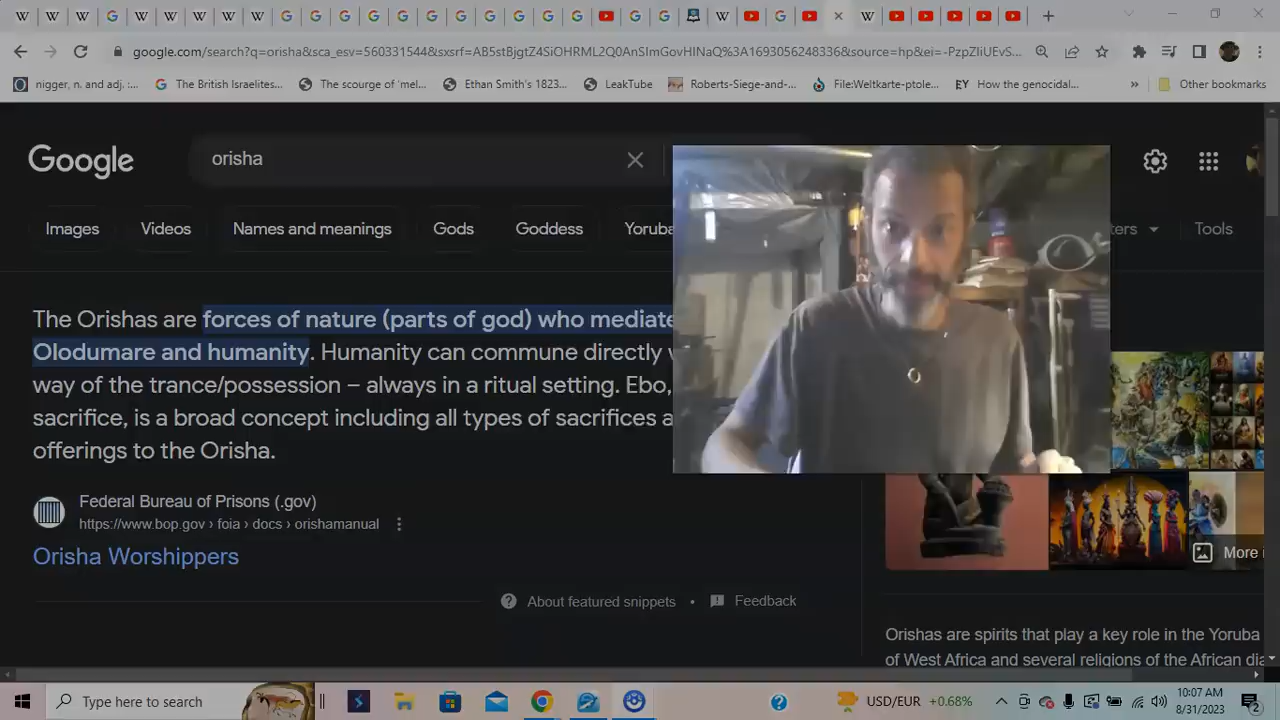 google.com/search?q=orisha&sca_esv=560331544&sxsrf=AB5stBjgtZ4SiOHRML2Q0AnSImGovHINaQ%3A1693056248336&source=hp&ei=-PzpZIiUEvS...
nigger, n. and adj. :...
The British Israelites...
The scourge of 'mel...
Ethan Smith's 1823...
LeakTube
Roberts-Siege-and-...
File:Weltkarte-ptole...
EY How the genocidal...
»
Other bookmarks
Google
orisha
Images
Videos
Names and meanings
Gods
Goddess
Yoruba
ters
Tools
The Orishas are forces of nature (parts of god) who mediate
Olodumare and humanity. Humanity can commune directly
way of the trance/possession – always in a ritual setting. Ebo,
sacrifice, is a broad concept including all types of sacrifices a
offerings to the Orisha.
Federal Bureau of Prisons (.gov)
https://www.bop.gov › foia › docs › orishamanual
Orisha Worshippers
About featured snippets
•
Feedback
More i
Orishas are spirits that play a key role in the Yoruba
of West Africa and several religions of the African dia
Type here to search
USD/EUR +0.68%
10:07 AM
8/31/2023
2